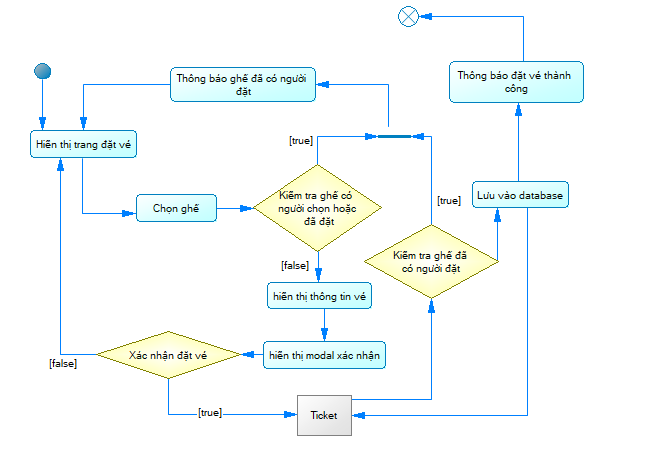 Thông báo đặt vé thành
công
Thông báo ghế đã có người
đặt
Hiển thị trang đặt vé
[true]
Chọn ghế
Kiểm tra ghế có
người chọn hoặc
đã đặt
[true]
Lưu vào database
Kiểm tra ghế đã
có người đặt
[false]
hiển thị thông tin vé
Xác nhận đặt vé
hiển thị modal xác nhận
[false]
[true]
Ticket